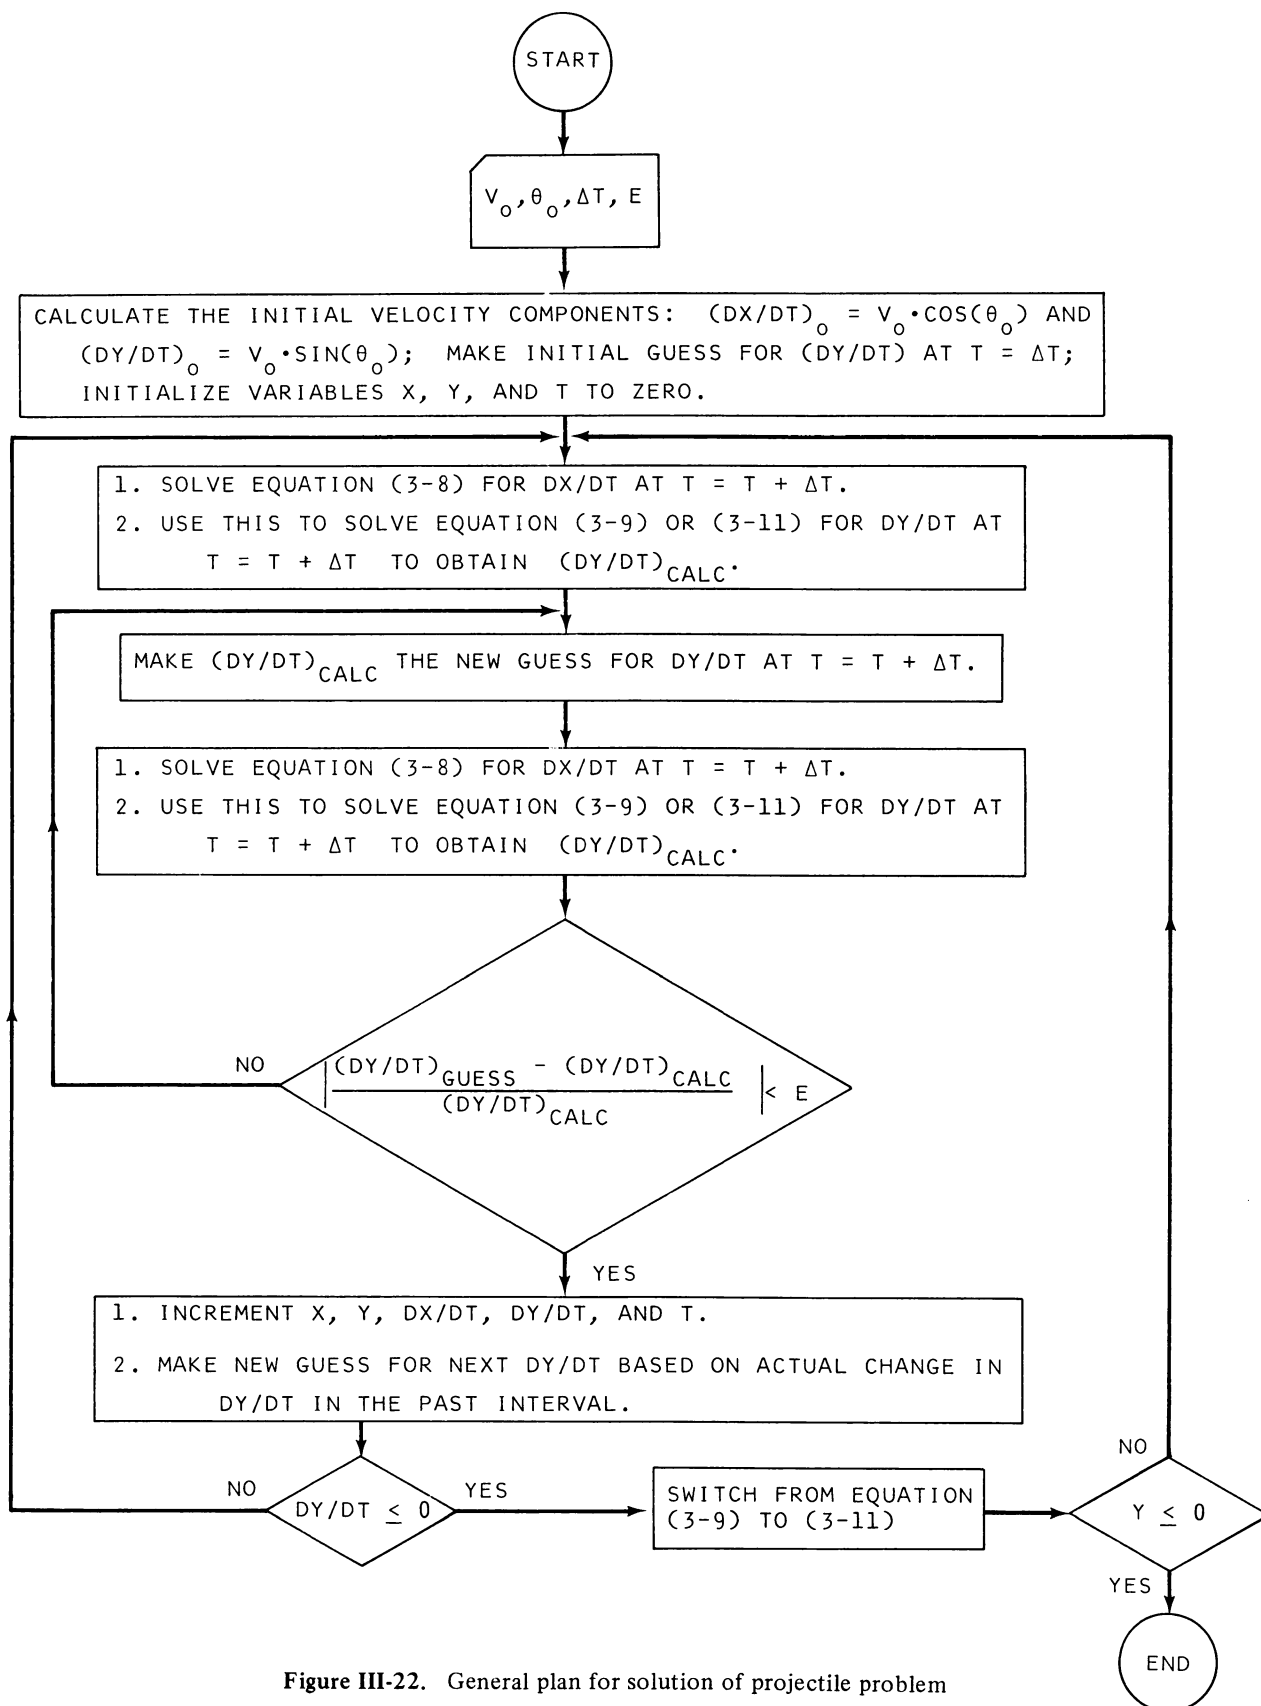 START
V₀,θ₀,ΔT, E
CALCULATE THE INITIAL VELOCITY COMPONENTS: (DX/DT)₀ = V₀•COS(θ₀) AND
(DY/DT)₀ = V₀•SIN(θ₀); MAKE INITIAL GUESS FOR (DY/DT) AT T = ΔT;
INITIALIZE VARIABLES X, Y, AND T TO ZERO.
1. SOLVE EQUATION (3-8) FOR DX/DT AT T = T + ΔT.
2. USE THIS TO SOLVE EQUATION (3-9) OR (3-11) FOR DY/DT AT
T = T + ΔT TO OBTAIN (DY/DT)CALC.
MAKE (DY/DT)CALC THE NEW GUESS FOR DY/DT AT T = T + ΔT.
1. SOLVE EQUATION (3-8) FOR DX/DT AT T = T + ΔT.
2. USE THIS TO SOLVE EQUATION (3-9) OR (3-11) FOR DY/DT AT
T = T + ΔT TO OBTAIN (DY/DT)CALC.
NO
|(DY/DT)GUESS - (DY/DT)CALC
(DY/DT)CALC |< E
YES
1. INCREMENT X, Y, DX/DT, DY/DT, AND T.
2. MAKE NEW GUESS FOR NEXT DY/DT BASED ON ACTUAL CHANGE IN
DY/DT IN THE PAST INTERVAL.
NO
DY/DT ≤ 0
YES
SWITCH FROM EQUATION
(3-9) TO (3-11)
NO
Y ≤ 0
YES
END
Figure III-22. General plan for solution of projectile problem